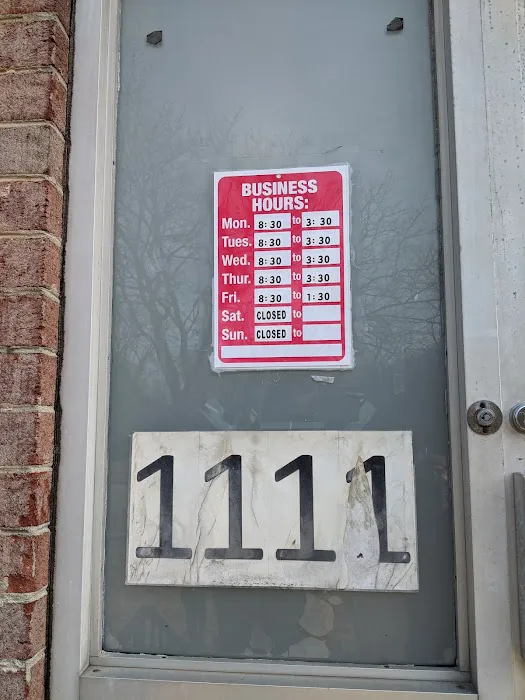 BUSINESS
HOURS:
Mon. 8:30 to 3:30
Tues. 8:30 to 3:30
Wed. 8:30 to 3:30
Thur. 8:30 to 3:30
Fri. 8:30 to 1:30
Sat. CLOSED to
Sun. CLOSED to
1111